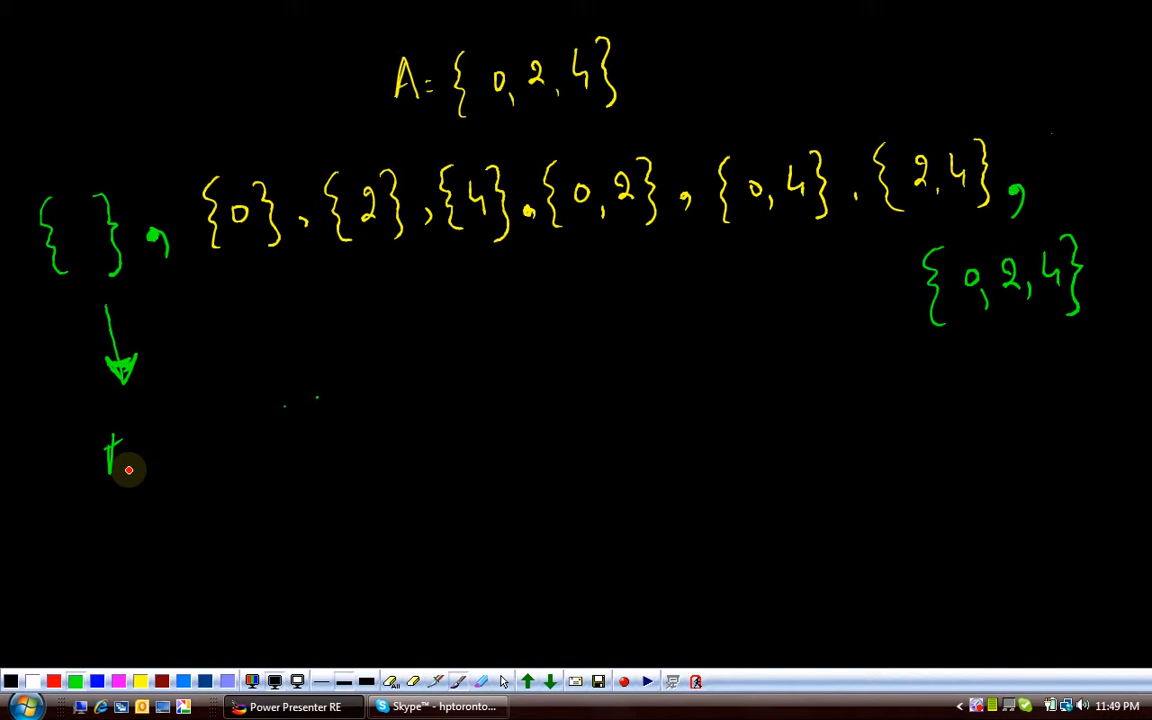 A = { 0, 2, 4 }
{ } , { 0 } , { 2 } , { 4 } , { 0, 2 } , { 0, 4 } , { 2, 4 } ,
{ 0, 2, 4 }
Power Presenter RE
Skype™ - hptoronto...
11:49 PM